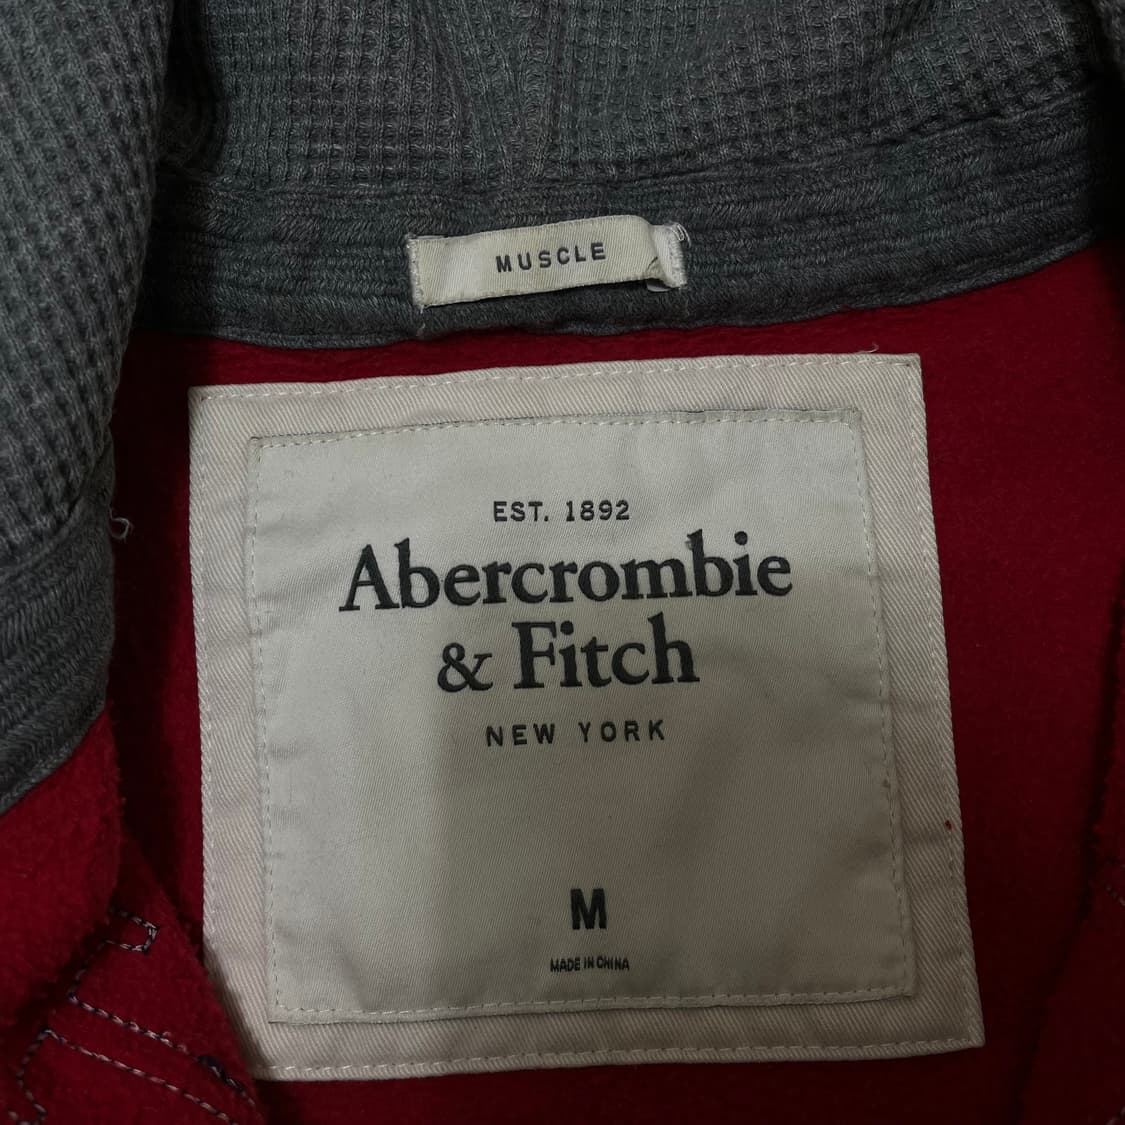 MUSCLE
EST. 1892
Abercrombie
& Fitch
NEW YORK
M
MADE IN CHINA